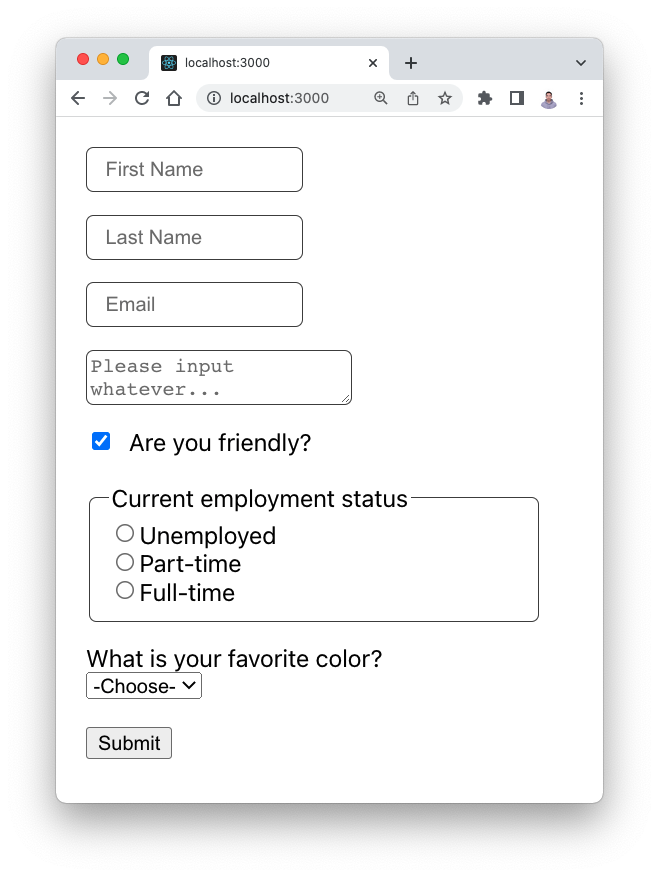 localhost:3000
localhost:3000
First Name
Last Name
Email
Please input
whatever...
Are you friendly?
Current employment status
Unemployed
Part-time
Full-time
What is your favorite color?
-Choose-
Submit